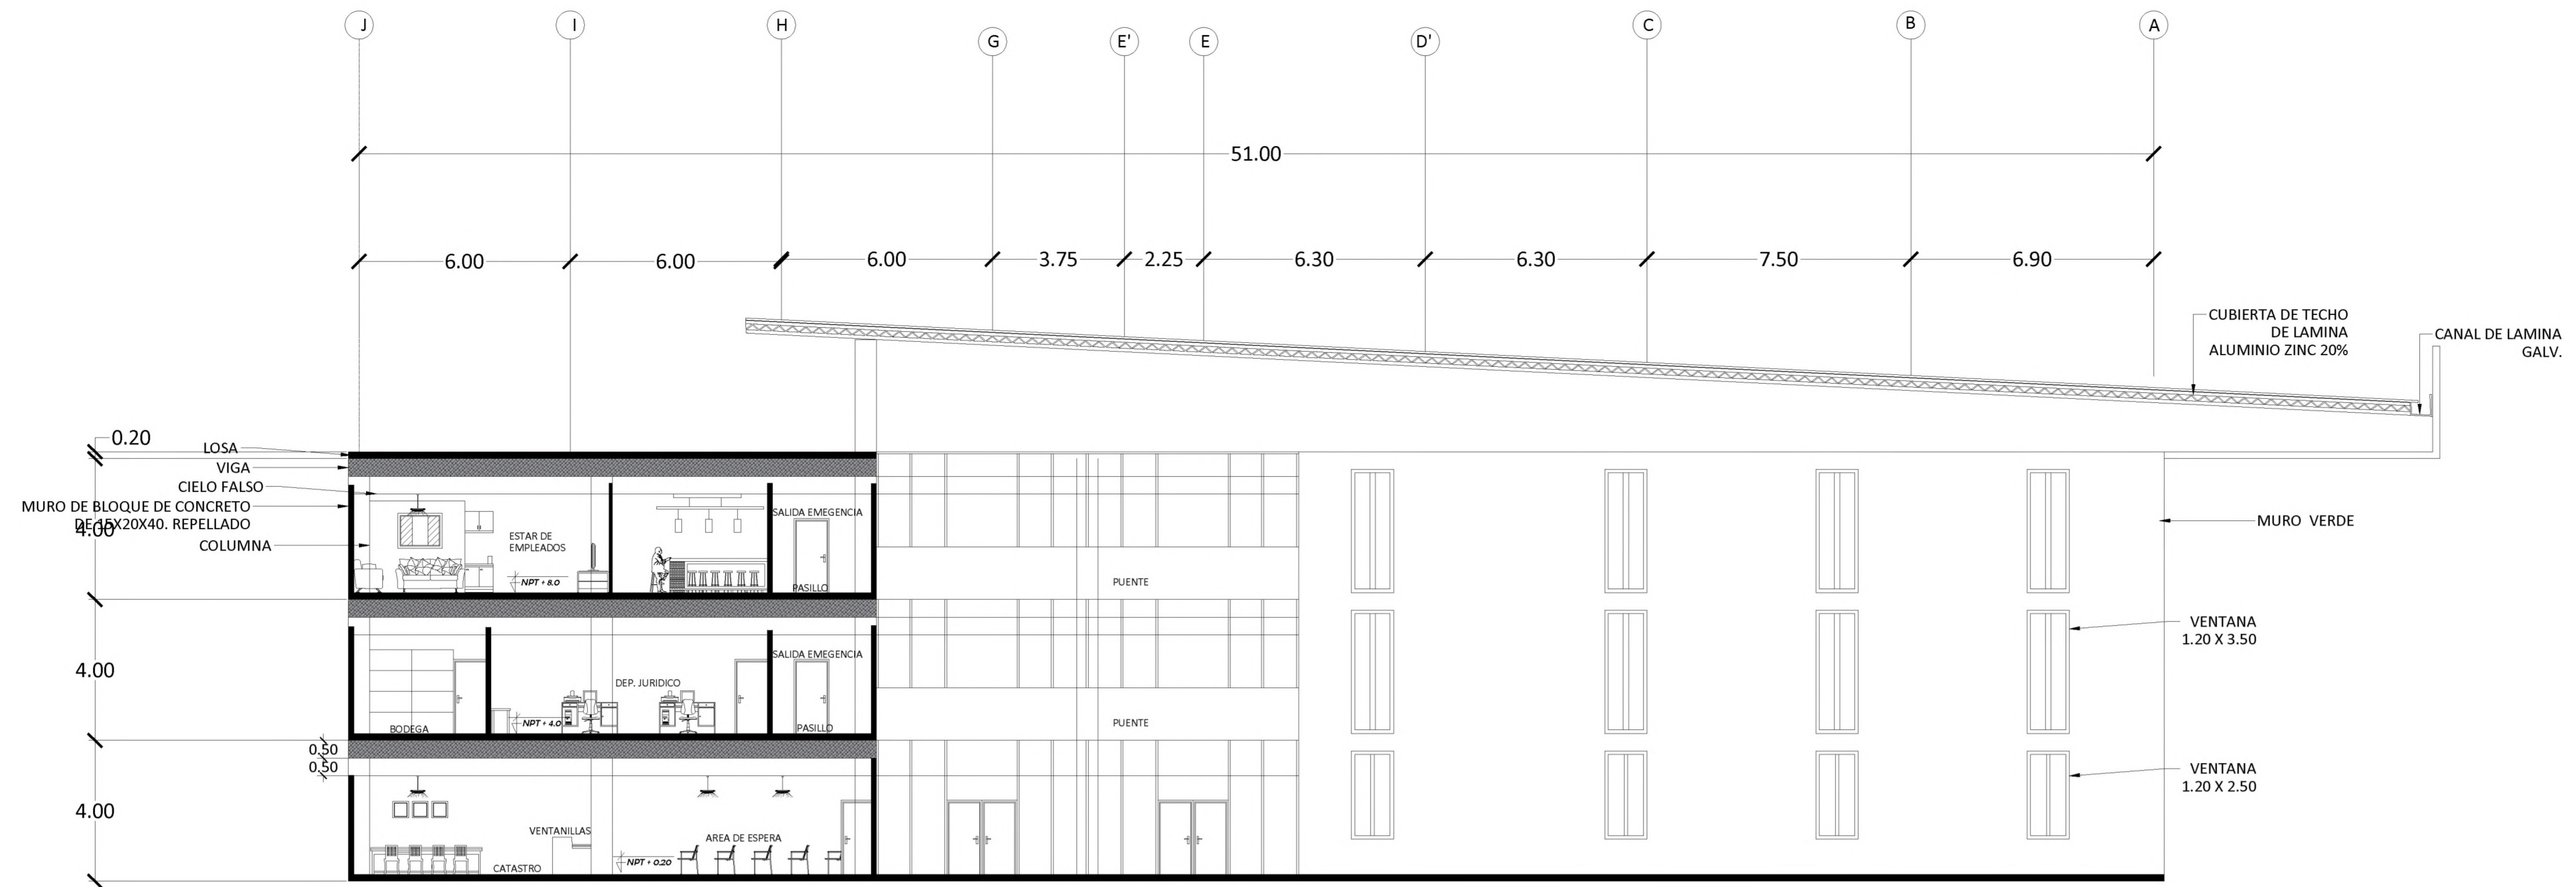 J
I
H
G
E'
E
D'
C
B
A
51.00
6.00
6.00
6.00
3.75
2.25
6.30
6.30
7.50
6.90
CUBIERTA DE TECHO
DE LAMINA
ALUMINIO ZINC 20%
CANAL DE LAMINA
GALV.
0.20
LOSA
VIGA
CIELO FALSO
MURO DE BLOQUE DE CONCRETO
DE 15X20X40. REPELLADO
4.00
COLUMNA
ESTAR DE
EMPLEADOS
NPT + 8.0
SALIDA EMEGENCIA
PASILLO
PUENTE
MURO VERDE
4.00
BODEGA
DEP. JURIDICO
NPT + 4.0
SALIDA EMEGENCIA
PASILLO
PUENTE
VENTANA
1.20 X 3.50
0.50
0.50
4.00
VENTANILLAS
CATASTRO
AREA DE ESPERA
NPT + 0.20
VENTANA
1.20 X 2.50